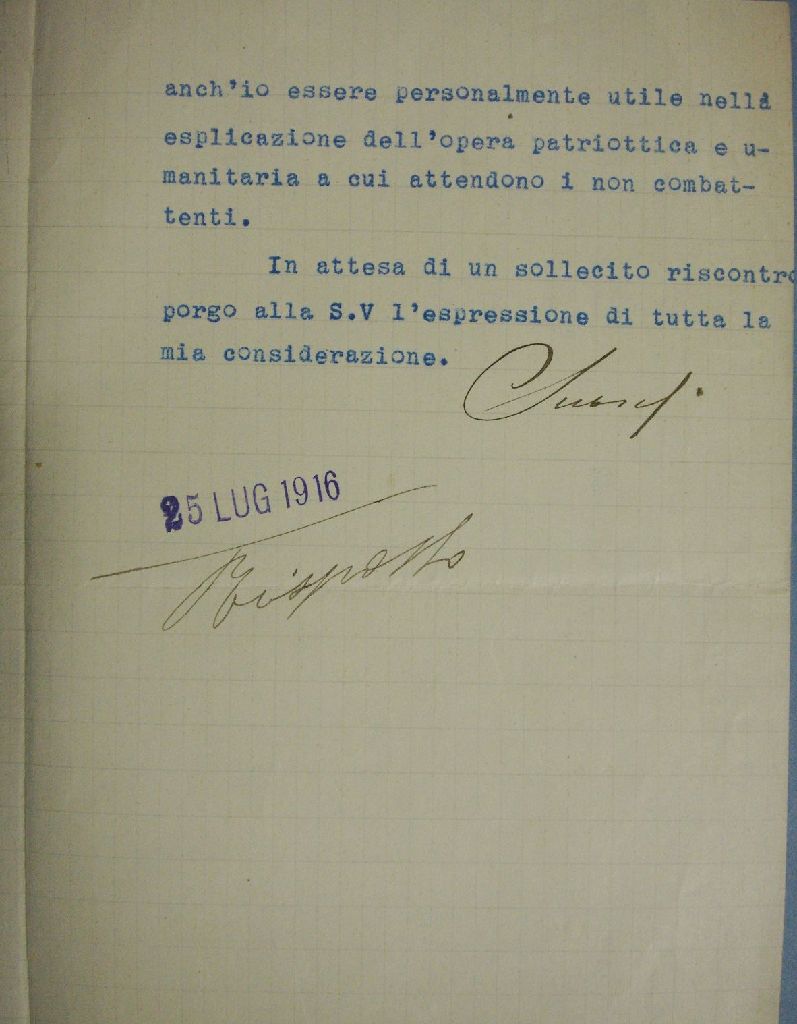 anch'io essere personalmente utile nella
esplicazione dell'opera patriottica e u-
manitaria a cui attendono i non combat-
tenti.
In attesa di un sollecito riscontro
porgo alla S.V l'espressione di tutta la
mia considerazione.
25 LUG 1916
Risposto